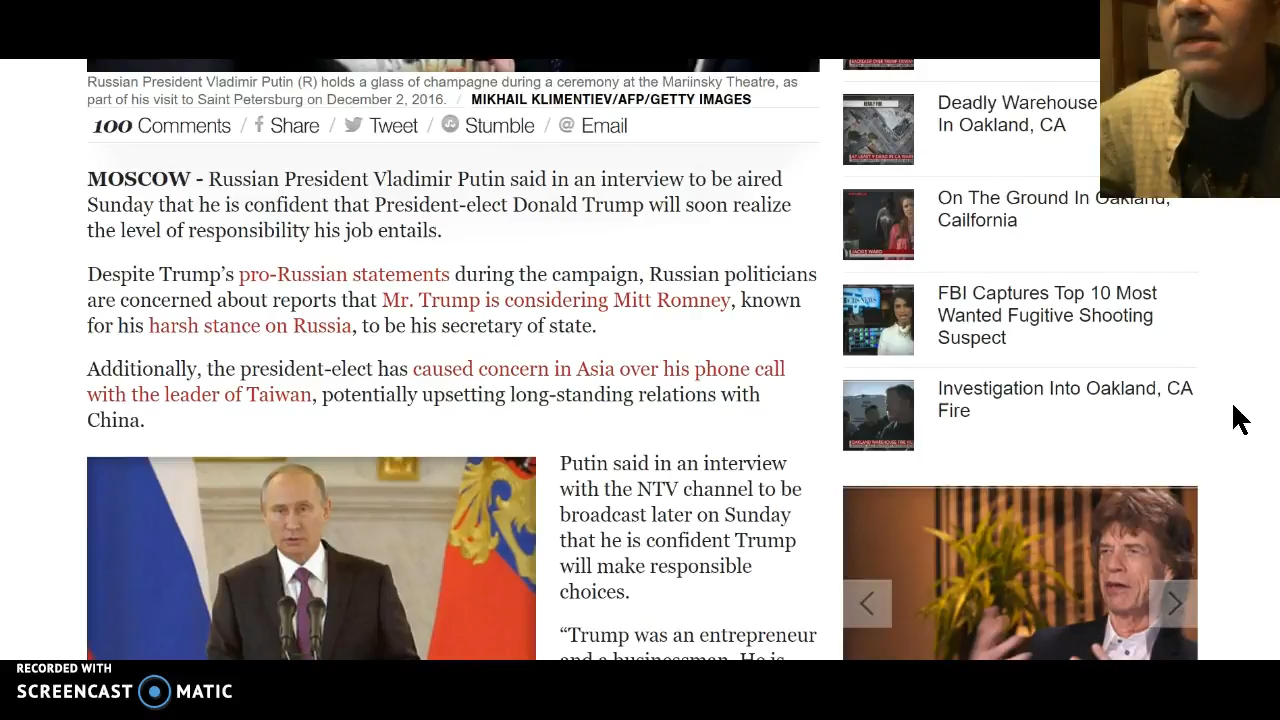 Russian President Vladimir Putin (R) holds a glass of champagne during a ceremony at the Mariinsky Theatre, as
part of his visit to Saint Petersburg on December 2, 2016. / MIKHAIL KLIMENTIEV/AFP/GETTY IMAGES
100 Comments / Share / Tweet / Stumble / @ Email
MOSCOW - Russian President Vladimir Putin said in an interview to be aired
Sunday that he is confident that President-elect Donald Trump will soon realize
the level of responsibility his job entails.
Despite Trump’s pro-Russian statements during the campaign, Russian politicians
are concerned about reports that Mr. Trump is considering Mitt Romney, known
for his harsh stance on Russia, to be his secretary of state.
Additionally, the president-elect has caused concern in Asia over his phone call
with the leader of Taiwan, potentially upsetting long-standing relations with
China.
Putin said in an interview
with the NTV channel to be
broadcast later on Sunday
that he is confident Trump
will make responsible
choices.
“Trump was an entrepreneur
and a businessman. He is
Deadly Warehouse
In Oakland, CA
On The Ground In Oakland,
Cailfornia
FBI Captures Top 10 Most
Wanted Fugitive Shooting
Suspect
Investigation Into Oakland, CA
Fire
RECORDED WITH
SCREENCAST MATIC